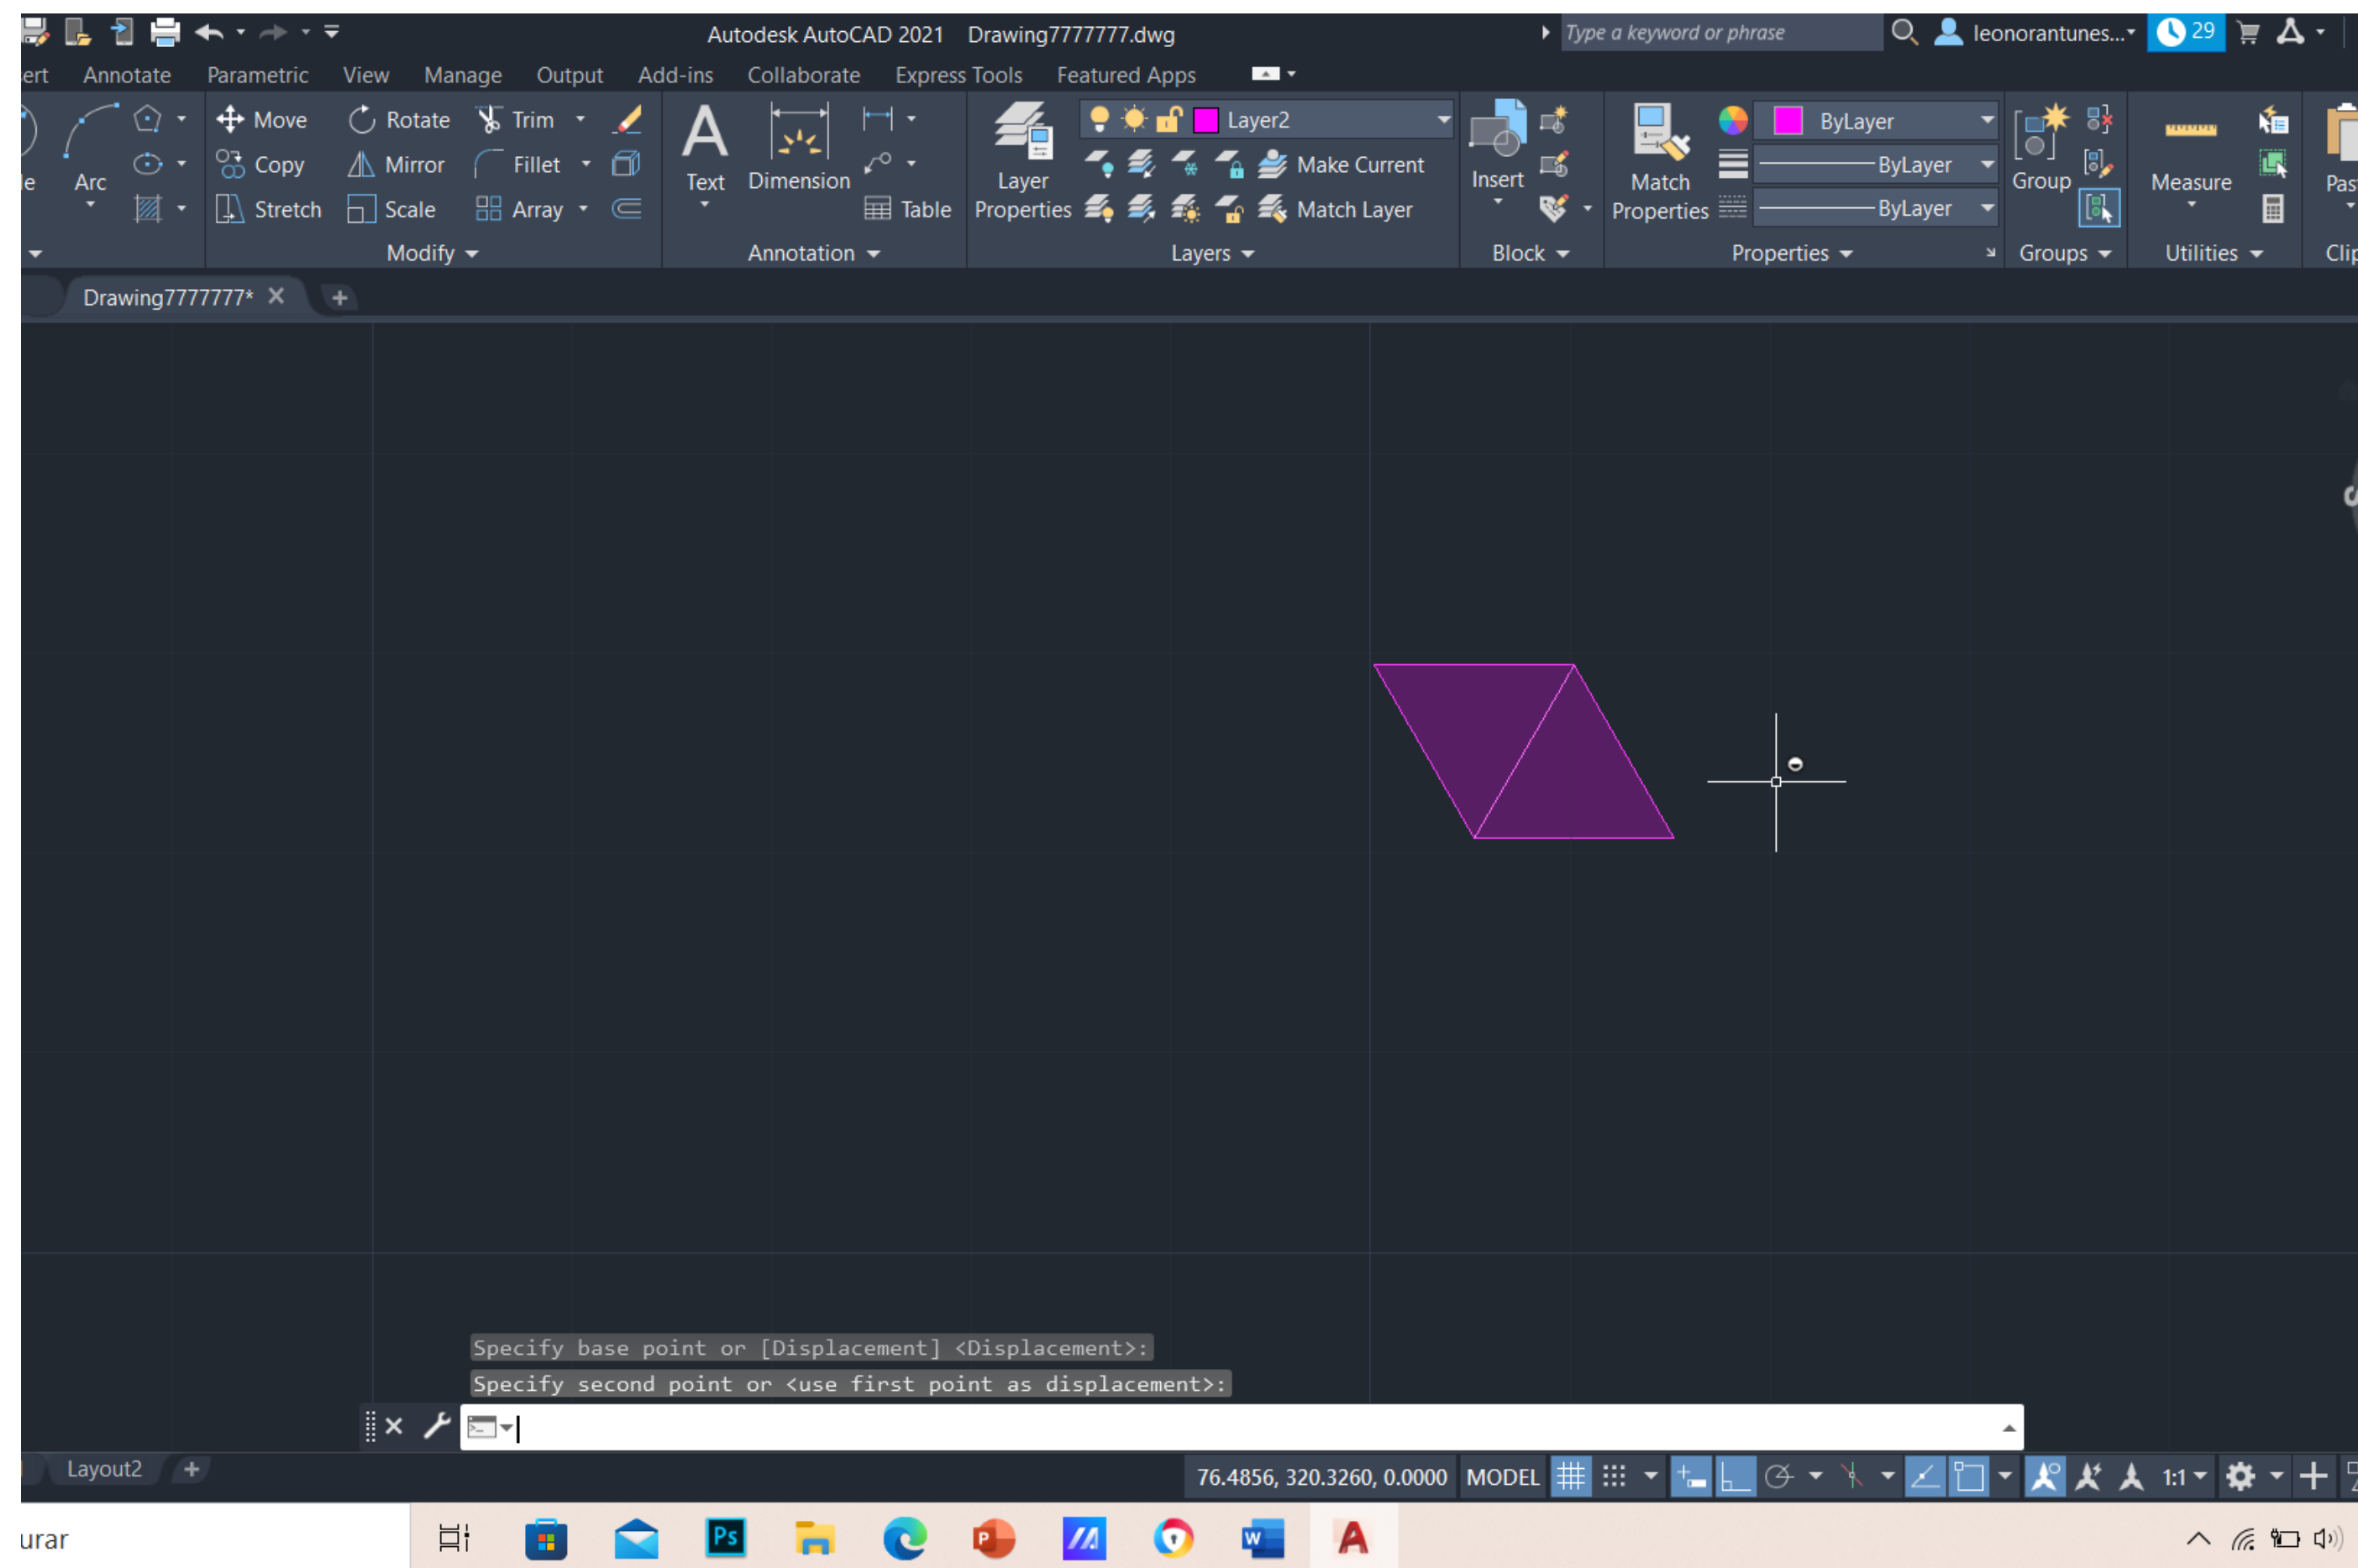 Autodesk AutoCAD 2021 Drawing7777777.dwg Type a keyword or phrase leonorantunes... 29
ert Annotate Parametric View Manage Output Add-ins Collaborate Express Tools Featured Apps
Move Rotate Trim Layer2 ByLayer
Arc Copy Mirror Fillet Text Dimension Layer Properties Make Current Insert Match Properties ByLayer Group Measure
Stretch Scale Array Table Match Layer ByLayer
Modify Annotation Layers Block Properties Groups Utilities
Drawing7777777*
Specify base point or [Displacement] <Displacement>:
Specify second point or <use first point as displacement>:
Layout2 76.4856, 320.3260, 0.0000 MODEL 1:1
urar Ps P W A